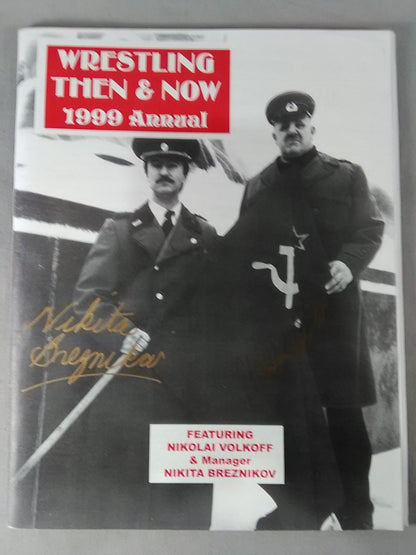 WRESTLING
THEN & NOW
1999 Annual
Nikita
Breznikov
FEATURING
NIKOLAI VOLKOFF
& Manager
NIKITA BREZNIKOV